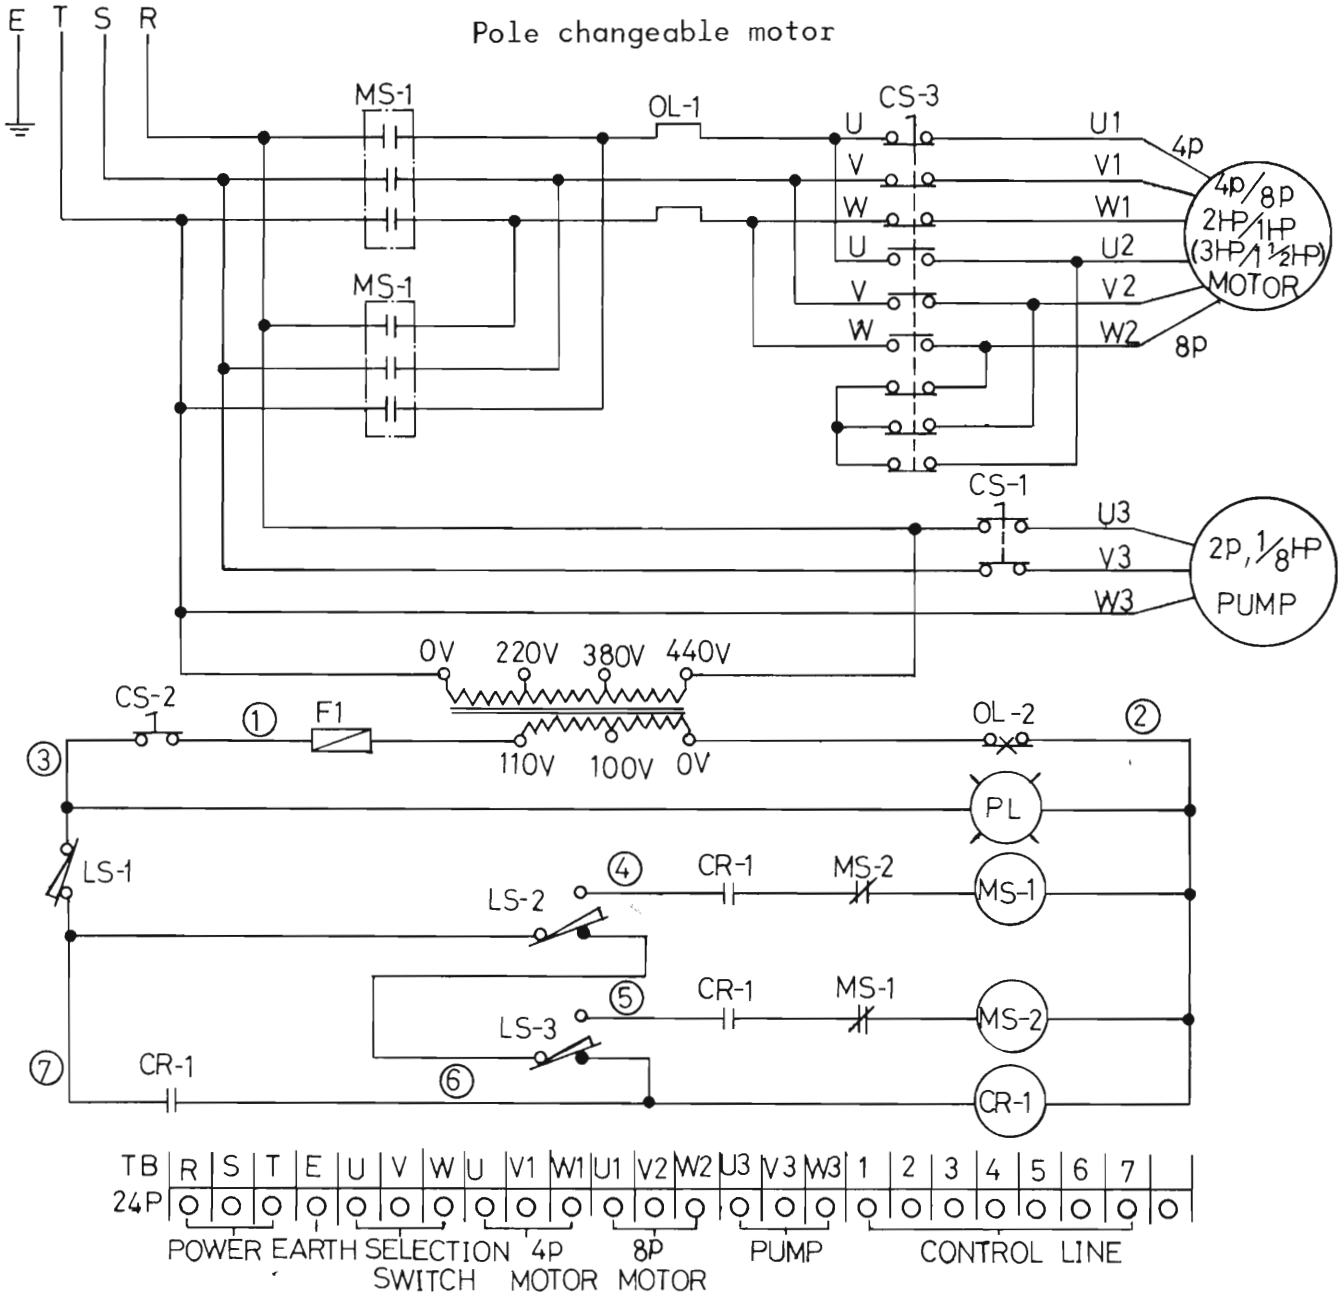 Pole changeable motor
E T S R
MS-1
OL-1
CS-3
U
U1
4P
V
V1
W
W1
U
U2
V
V2
W
W2
8P
4P/8P
2HP/1HP
(3HP/1 1/2HP)
MOTOR
MS-1
CS-1
U3
V3
W3
2P, 1/8HP
PUMP
0V 220V 380V 440V
CS-2
1
F1
110V 100V 0V
OL-2
2
3
PL
LS-1
LS-2
4
CR-1
MS-2
MS-1
LS-3
5
CR-1
MS-1
MS-2
7
CR-1
6
CR-1
TB R S T E U V W U V1 W1 U1 V2 W2 U3 V3 W3 1 2 3 4 5 6 7
24P
POWER EARTH SELECTION 4P 8P PUMP CONTROL LINE
SWITCH MOTOR MOTOR